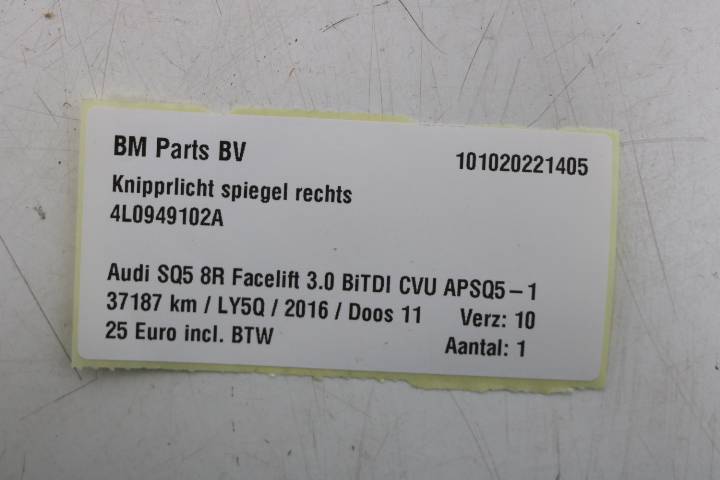 BM Parts BV 101020221405
Knipprlicht spiegel rechts
4L0949102A
Audi SQ5 8R Facelift 3.0 BiTDI CVU APSQ5-1
37187 km / LY5Q / 2016 / Doos 11 Verz: 10
25 Euro incl. BTW Aantal: 1